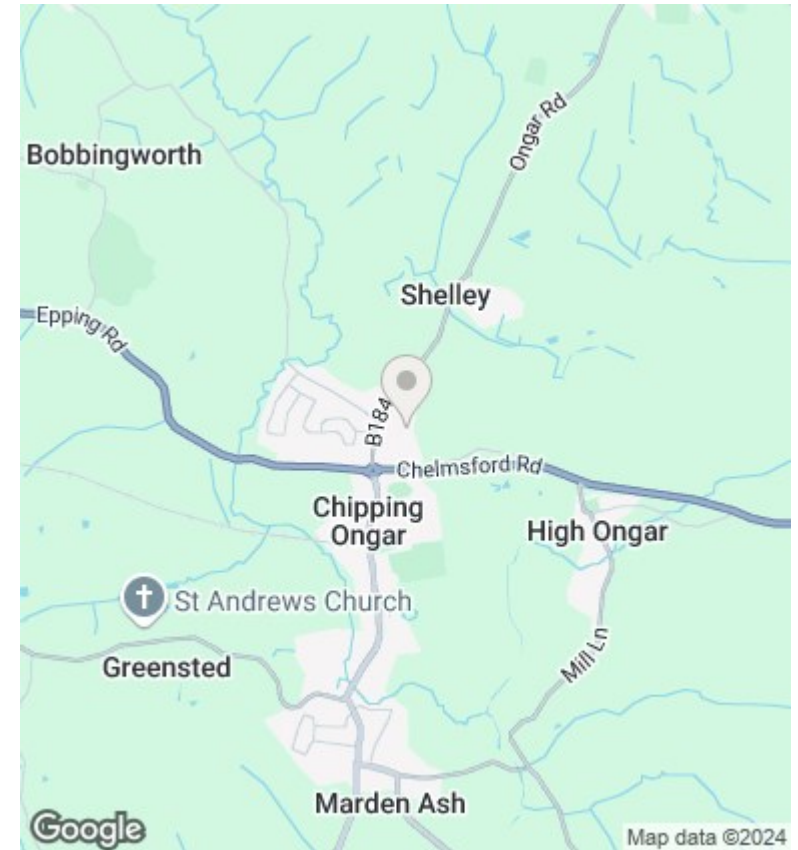 Bobbingworth
Ongar Rd
Shelley
Epping Rd
B184
Chelmsford Rd
Chipping
Ongar
High Ongar
St Andrews Church
Greensted
Mill Ln
Marden Ash
Google
Map data ©2024